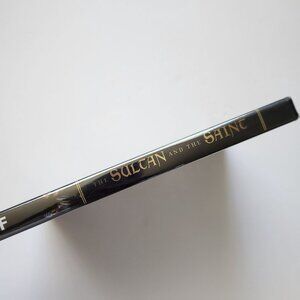 THE SULTAN AND THE SAINT